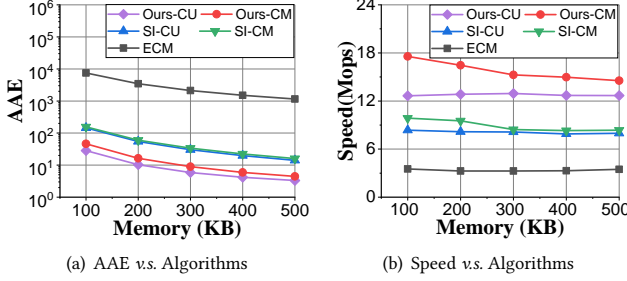 10^6
10^5
10^4
10^3
10^2
10^1
10^0
AAE
Ours-CU Ours-CM
SI-CU SI-CM
ECM
100 200 300 400 500
Memory (KB)
(a) AAE v.s. Algorithms
24
18
12
6
0
Speed(Mops)
Ours-CU Ours-CM
SI-CU SI-CM
ECM
100 200 300 400 500
Memory (KB)
(b) Speed v.s. Algorithms